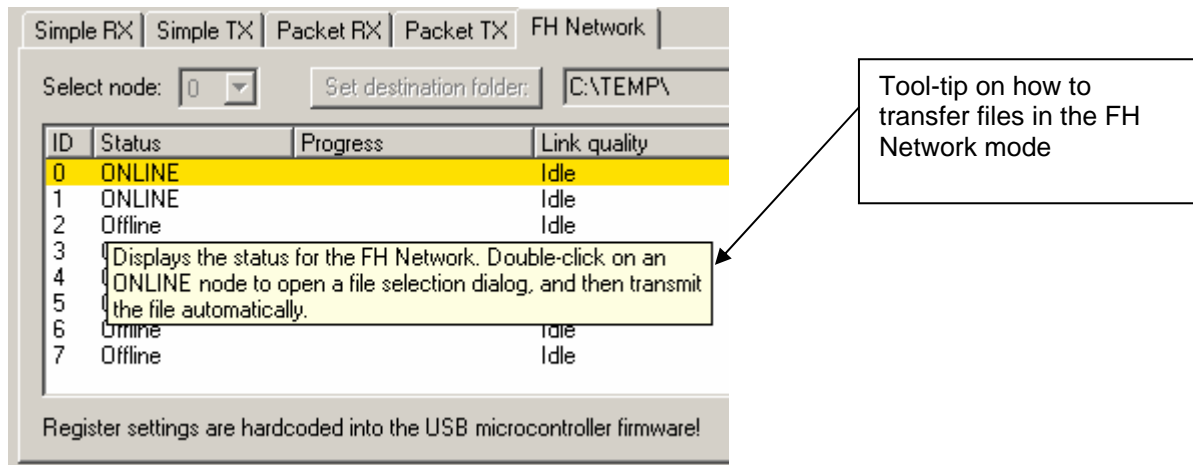 Simple RX Simple TX Packet RX Packet TX FH Network
Select node: 0 Set destination folder: C:\TEMP\
ID Status Progress Link quality
0 ONLINE Idle
1 ONLINE Idle
2 Offline Idle
3
4
5
Displays the status for the FH Network. Double-click on an
ONLINE node to open a file selection dialog, and then transmit
the file automatically.
6 Offline Idle
7 Offline Idle
Register settings are hardcoded into the USB microcontroller firmware!
Tool-tip on how to
transfer files in the FH
Network mode